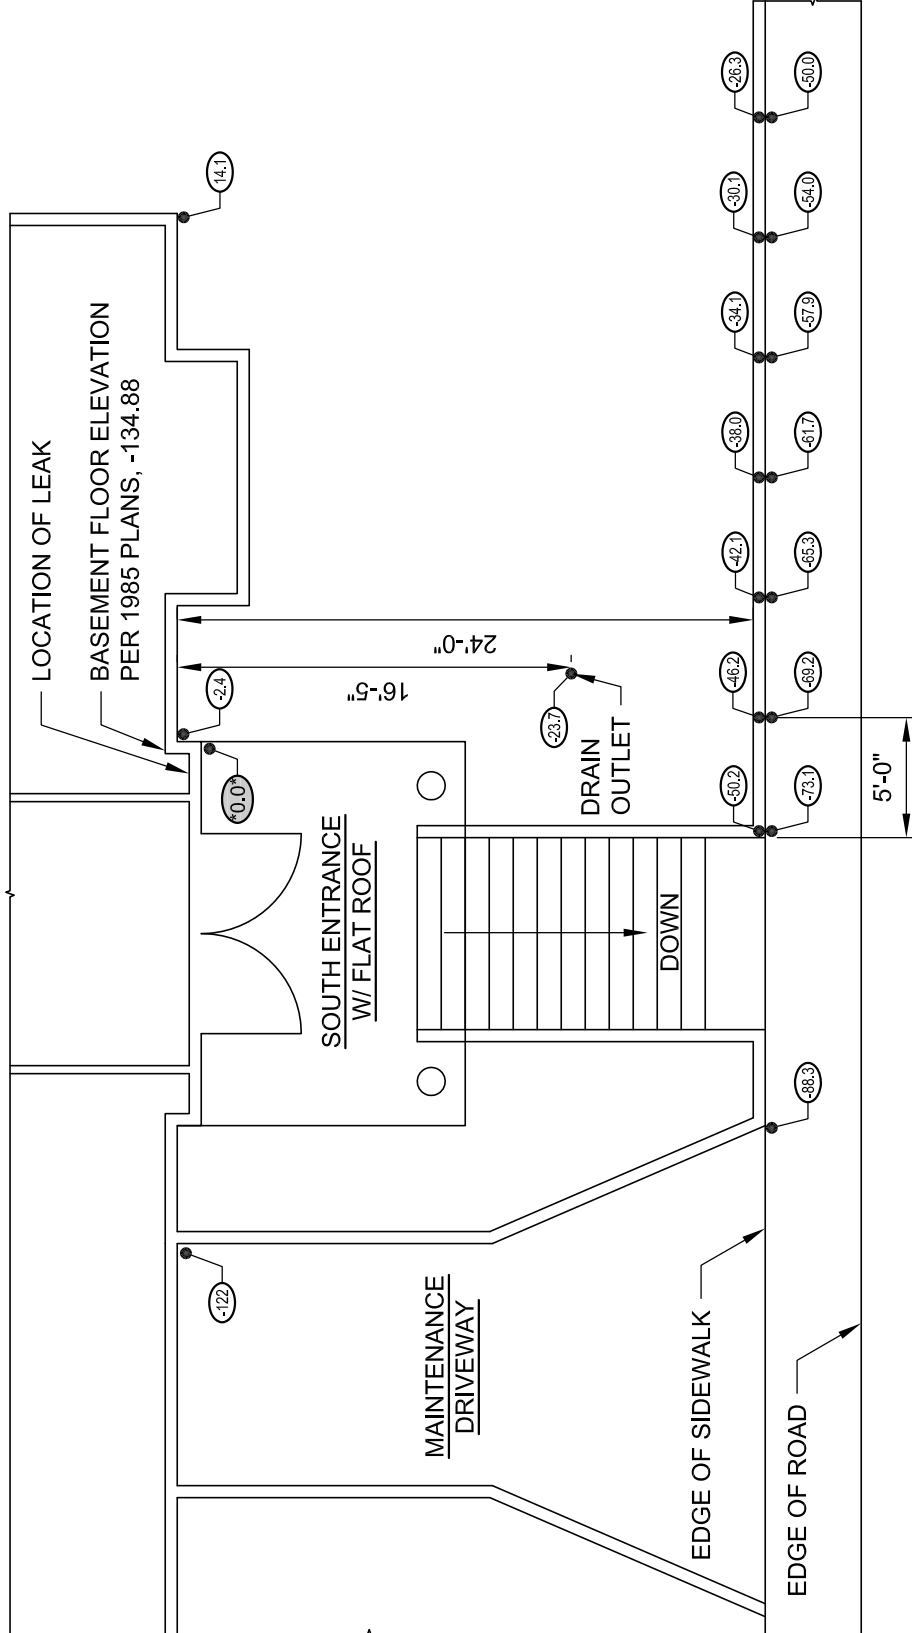 LOCATION OF LEAK
BASEMENT FLOOR ELEVATION
PER 1985 PLANS, -134.88
14.1
-2.4
*0.0*
-122
SOUTH ENTRANCE
W/ FLAT ROOF
MAINTENANCE
DRIVEWAY
16'-5"
24'-0"
-23.7
DRAIN
OUTLET
DOWN
EDGE OF SIDEWALK
EDGE OF ROAD
-88.3
-50.2
-46.2
-42.1
-38.0
-34.1
-30.1
-26.3
-73.1
-69.2
-65.3
-61.7
-57.9
-54.0
-50.0
5'-0"